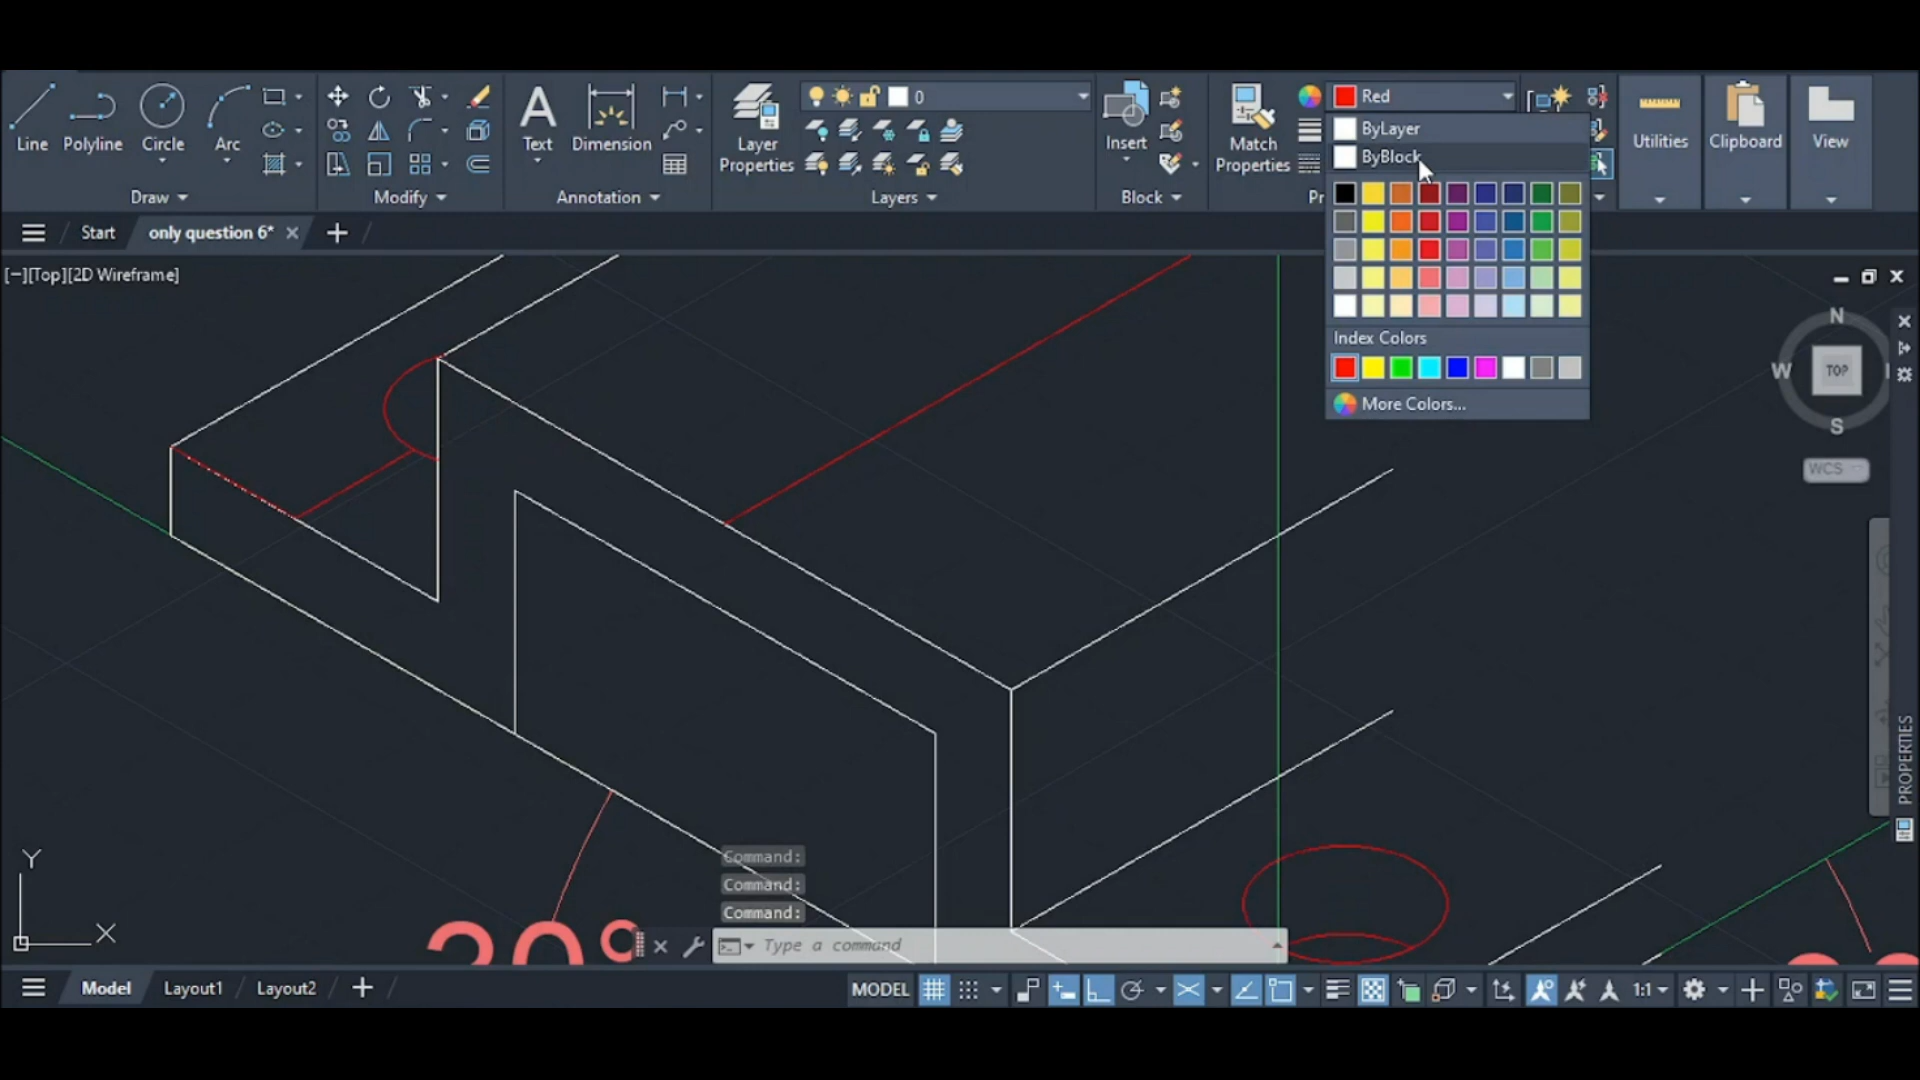 Line
Polyline
Circle
Arc
Draw
Modify
Text
Dimension
Annotation
Layer
Properties
0
Layers
Insert
Block
Match
Properties
Red
ByLayer
ByBlock
Index Colors
More Colors...
Pr
Utilities
Clipboard
View
Start
only question 6*
[−][Top][2D Wireframe]
N
W
TOP
S
WCS
PROPERTIES
Y
X
Command:
Command:
Command:
Type a command
Model
Layout1
Layout2
MODEL
1:1